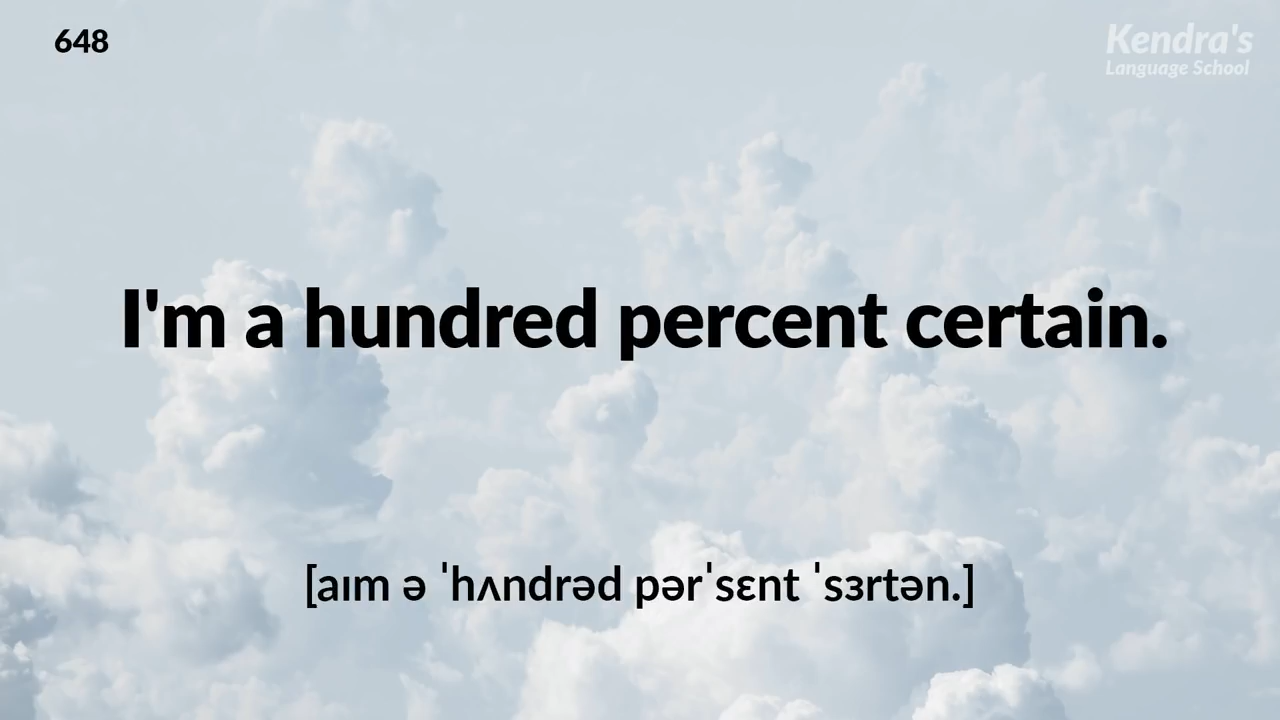 648
Kendra's
Language School
I'm a hundred percent certain.
[aɪm ə ˈhʌndrəd pərˈsɛnt ˈsɜrtən.]